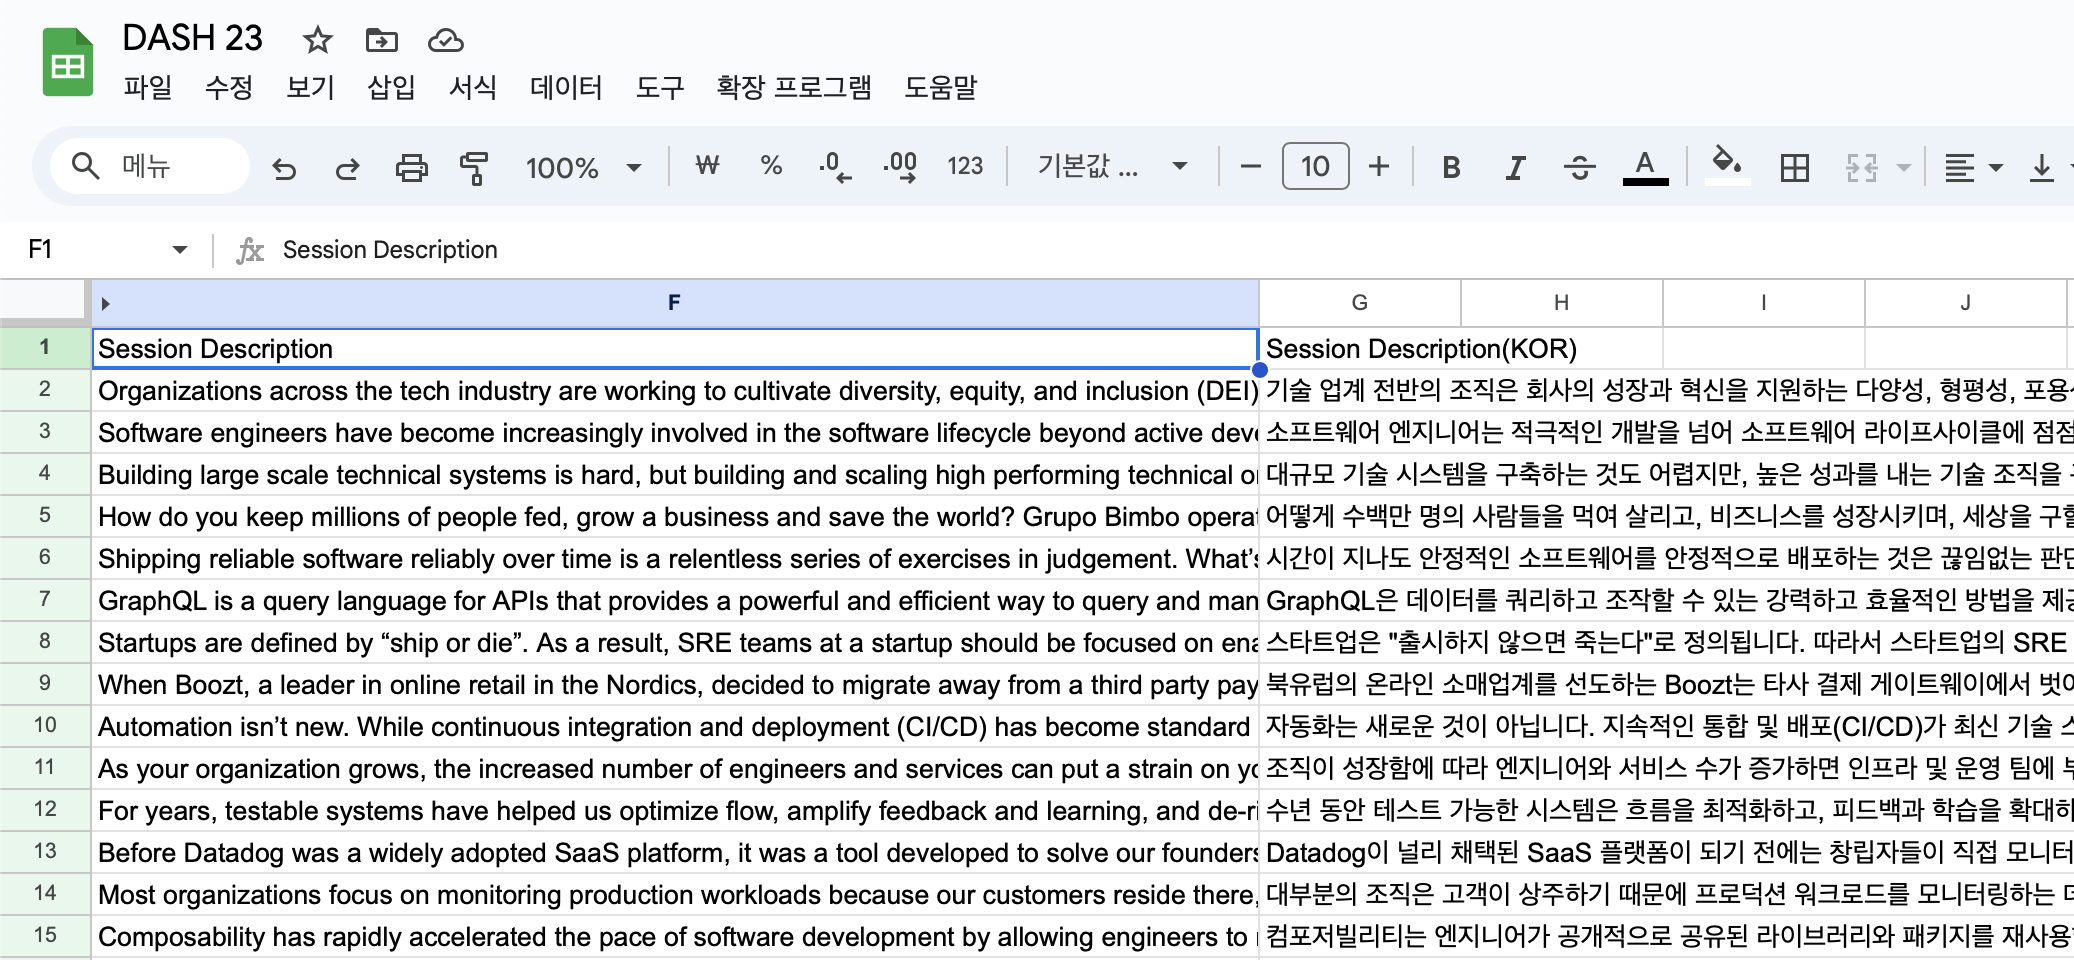 DASH 23
파일 수정 보기 삽입 서식 데이터 도구 확장 프로그램 도움말
메뉴 100% ₩ % .0 .00 123 기본값 ... 10 B I A
F1 fx Session Description
F G H I J
1 Session Description Session Description(KOR)
2 Organizations across the tech industry are working to cultivate diversity, equity, and inclusion (DEI) 기술 업계 전반의 조직은 회사의 성장과 혁신을 지원하는 다양성, 형평성,
3 Software engineers have become increasingly involved in the software lifecycle beyond active 소프트웨어 엔지니어는 적극적인 개발을 넘어 소프트웨어 라이프사이클에
4 Building large scale technical systems is hard, but building and scaling high performing technical 대규모 기술 시스템을 구축하는 것도 어렵지만, 높은 성과를 내는 기술 조직을
5 How do you keep millions of people fed, grow a business and save the world? Grupo Bimbo 어떻게 수백만 명의 사람들을 먹여 살리고, 비즈니스를 성장시키며, 세상을
6 Shipping reliable software reliably over time is a relentless series of exercises in judgement. 시간이 지나도 안정적인 소프트웨어를 안정적으로 배포하는 것은 끊임없는
7 GraphQL is a query language for APIs that provides a powerful and efficient way to query and GraphQL은 데이터를 쿼리하고 조작할 수 있는 강력하고 효율적인 방법을
8 Startups are defined by “ship or die”. As a result, SRE teams at a startup should be focused on 스타트업은 "출시하지 않으면 죽는다"로 정의됩니다. 따라서 스타트업의 SRE
9 When Boozt, a leader in online retail in the Nordics, decided to migrate away from a third party 북유럽의 온라인 소매업계를 선도하는 Boozt는 타사 결제 게이트웨이에서
10 Automation isn’t new. While continuous integration and deployment (CI/CD) has become standard 자동화는 새로운 것이 아닙니다. 지속적인 통합 및 배포(CI/CD)가 최신 기술
11 As your organization grows, the increased number of engineers and services can put a strain on 조직이 성장함에 따라 엔지니어와 서비스 수가 증가하면 인프라 및 운영 팀에
12 For years, testable systems have helped us optimize flow, amplify feedback and learning, and 수년 동안 테스트 가능한 시스템은 흐름을 최적화하고, 피드백과 학습을
13 Before Datadog was a widely adopted SaaS platform, it was a tool developed to solve our Datadog이 널리 채택된 SaaS 플랫폼이 되기 전에는 창립자들이 직접
14 Most organizations focus on monitoring production workloads because our customers reside there, 대부분의 조직은 고객이 상주하기 때문에 프로덕션 워크로드를 모니터링하는
15 Composability has rapidly accelerated the pace of software development by allowing engineers to 컴포저빌리티는 엔지니어가 공개적으로 공유된 라이브러리와 패키지를